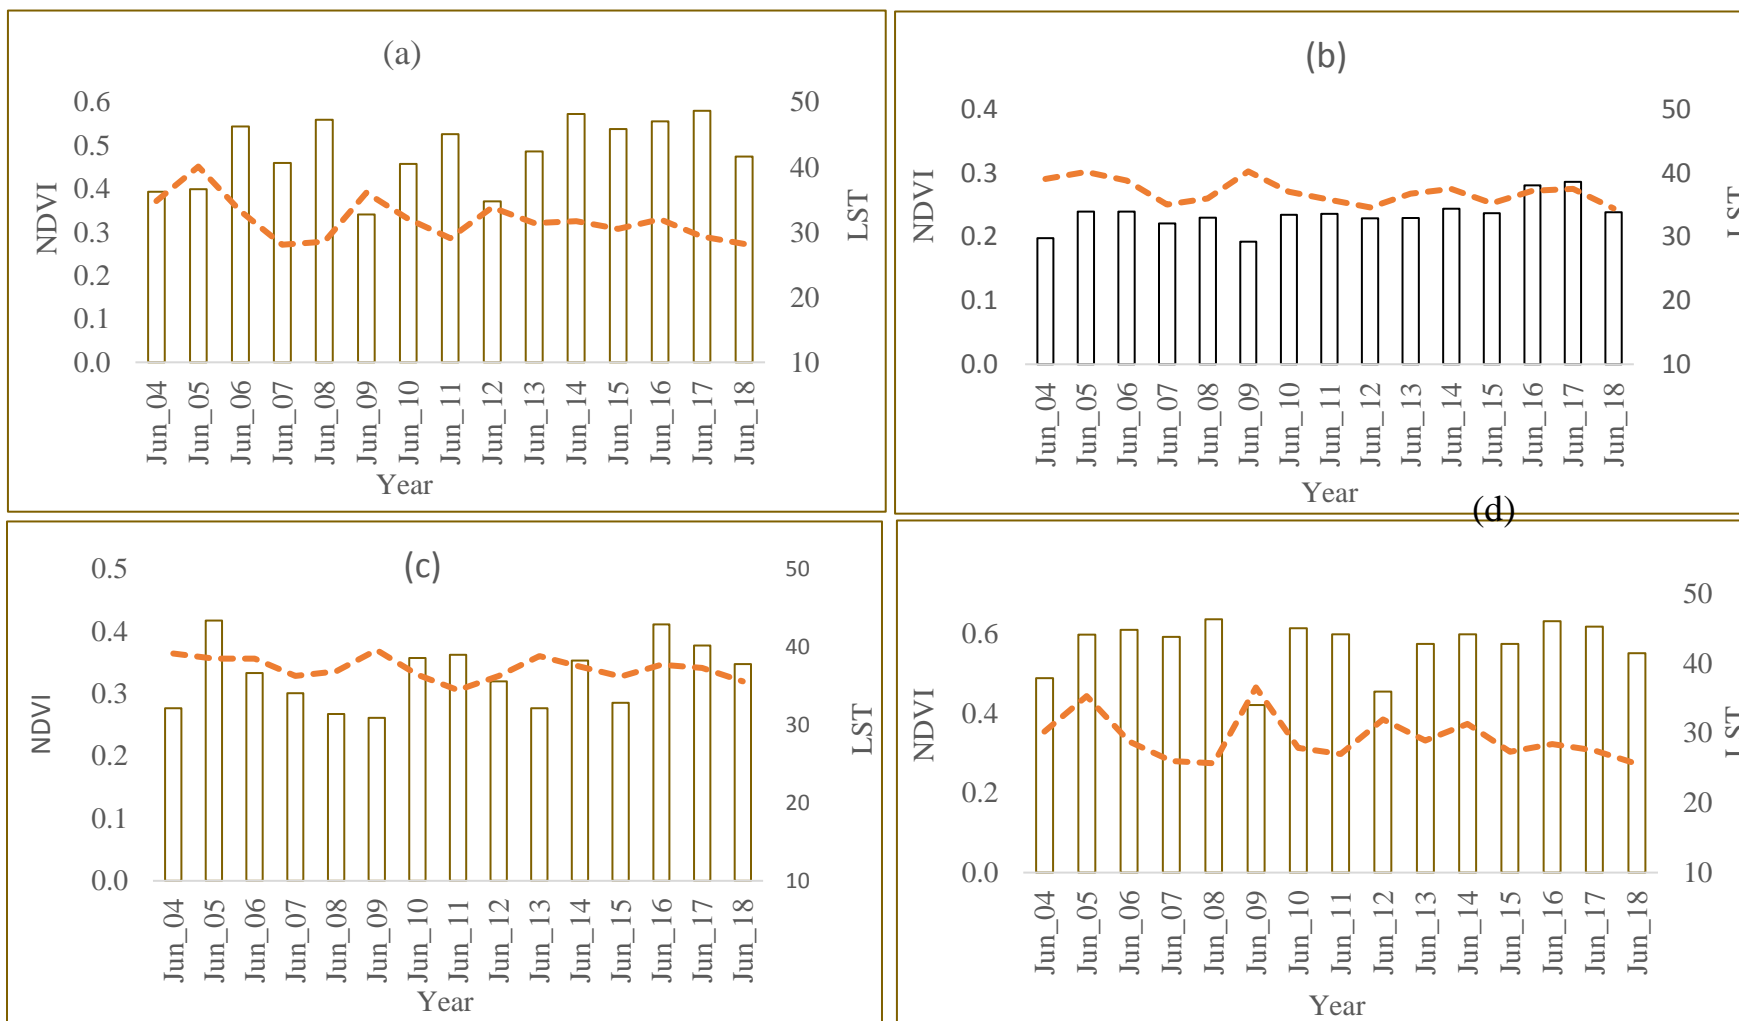 (a)
0.6
0.5
0.4
0.3
0.2
0.1
0.0
NDVI
50
40
30
20
10
LST
Jun_04
Jun_05
Jun_06
Jun_07
Jun_08
Jun_09
Jun_10
Jun_11
Jun_12
Jun_13
Jun_14
Jun_15
Jun_16
Jun_17
Jun_18
Year
(b)
0.4
0.3
0.2
0.1
0.0
NDVI
50
40
30
20
10
LST
Jun_04
Jun_05
Jun_06
Jun_07
Jun_08
Jun_09
Jun_10
Jun_11
Jun_12
Jun_13
Jun_14
Jun_15
Jun_16
Jun_17
Jun_18
Year
(c)
0.5
0.4
0.3
0.2
0.1
0.0
NDVI
50
40
30
20
10
LST
Jun_04
Jun_05
Jun_06
Jun_07
Jun_08
Jun_09
Jun_10
Jun_11
Jun_12
Jun_13
Jun_14
Jun_15
Jun_16
Jun_17
Jun_18
Year
(d)
0.6
0.4
0.2
0.0
NDVI
50
40
30
20
10
LST
Jun_04
Jun_05
Jun_06
Jun_07
Jun_08
Jun_09
Jun_10
Jun_11
Jun_12
Jun_13
Jun_14
Jun_15
Jun_16
Jun_17
Jun_18
Year